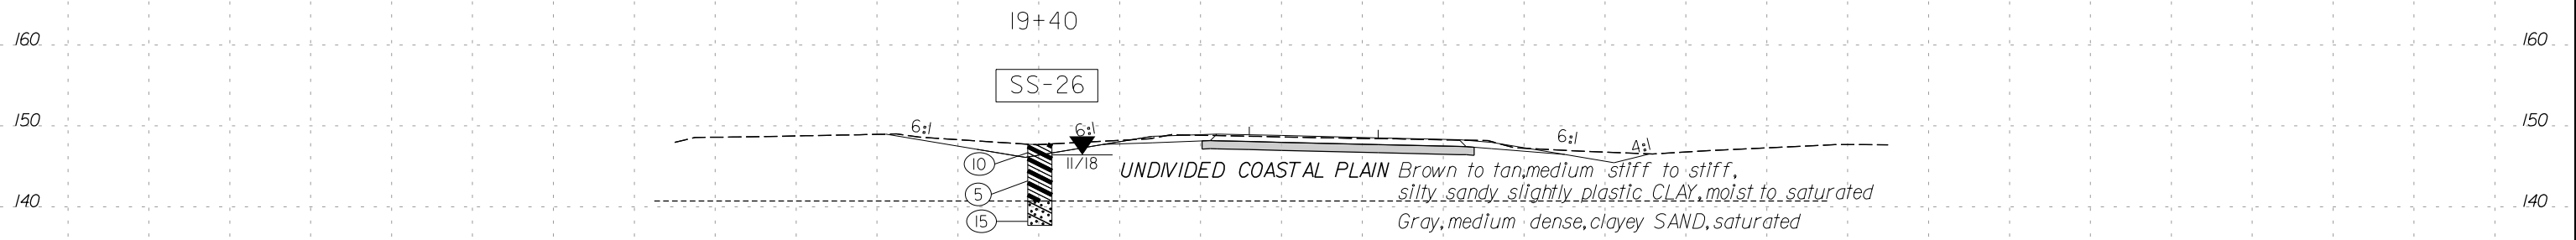 19+40
160 160
SS-26
150 150
6:1 6:1 6:1 4:1
10 11/18 UNDIVIDED COASTAL PLAIN Brown to tan,medium stiff to stiff,
5 silty sandy slightly plastic CLAY,moist to saturated
140 140
15 Gray,medium dense,clayey SAND,saturated